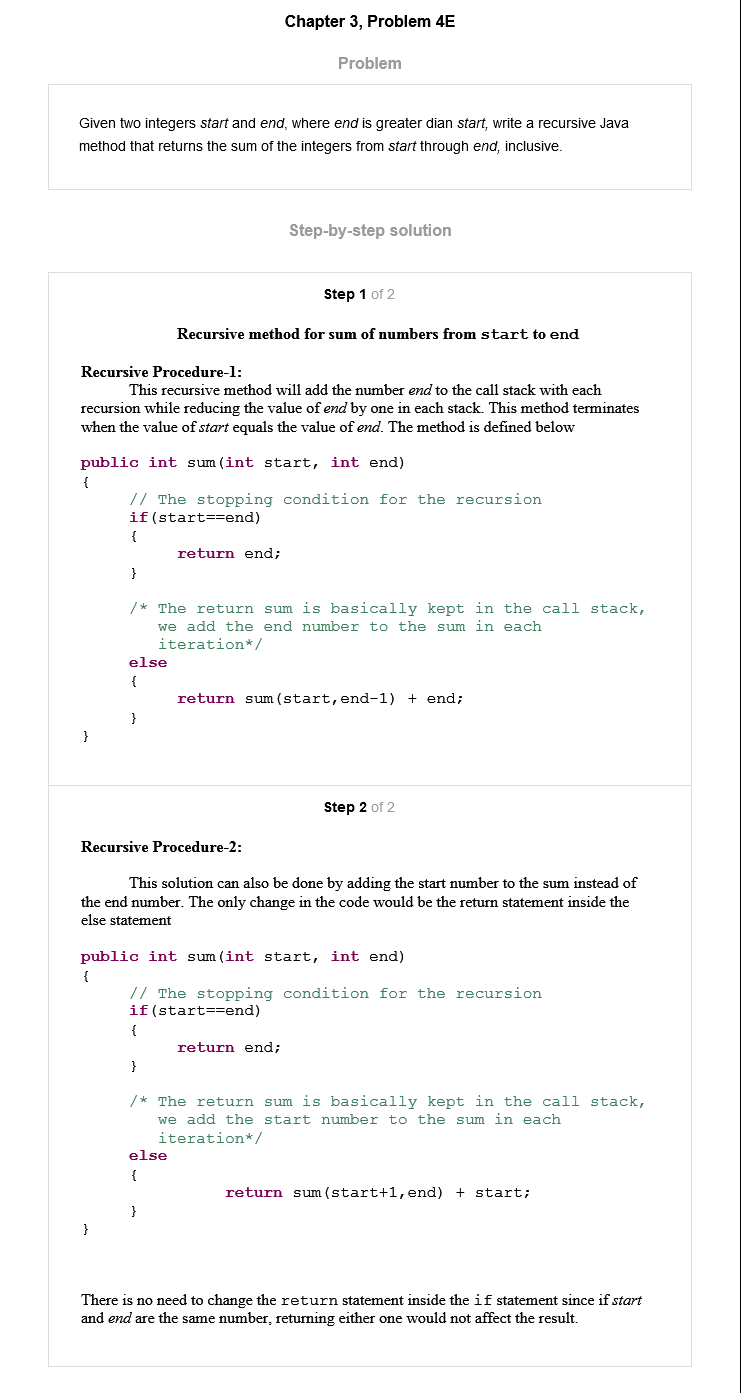 Chapter 3, Problem 4E
Problem
Given two integers start and end, where end is greater dian start, write a recursive Java
method that returns the sum of the integers from start through end, inclusive.
Step-by-step solution
Step 1 of 2
Recursive method for sum of numbers from start to end
Recursive Procedure-1:
This recursive method will add the number end to the call stack with each
recursion while reducing the value of end by one in each stack. This method terminates
when the value of start equals the value of end. The method is defined below
public int sum(int start, int end)
{
// The stopping condition for the recursion
if(start==end)
{
return end;
}
/* The return sum is basically kept in the call stack,
we add the end number to the sum in each
iteration*/
else
{
return sum(start,end-1) + end;
}
}
Step 2 of 2
Recursive Procedure-2:
This solution can also be done by adding the start number to the sum instead of
the end number. The only change in the code would be the return statement inside the
else statement
public int sum(int start, int end)
{
// The stopping condition for the recursion
if(start==end)
{
return end;
}
/* The return sum is basically kept in the call stack,
we add the start number to the sum in each
iteration*/
else
{
return sum(start+1,end) + start;
}
}
There is no need to change the return statement inside the if statement since if start
and end are the same number, returning either one would not affect the result.